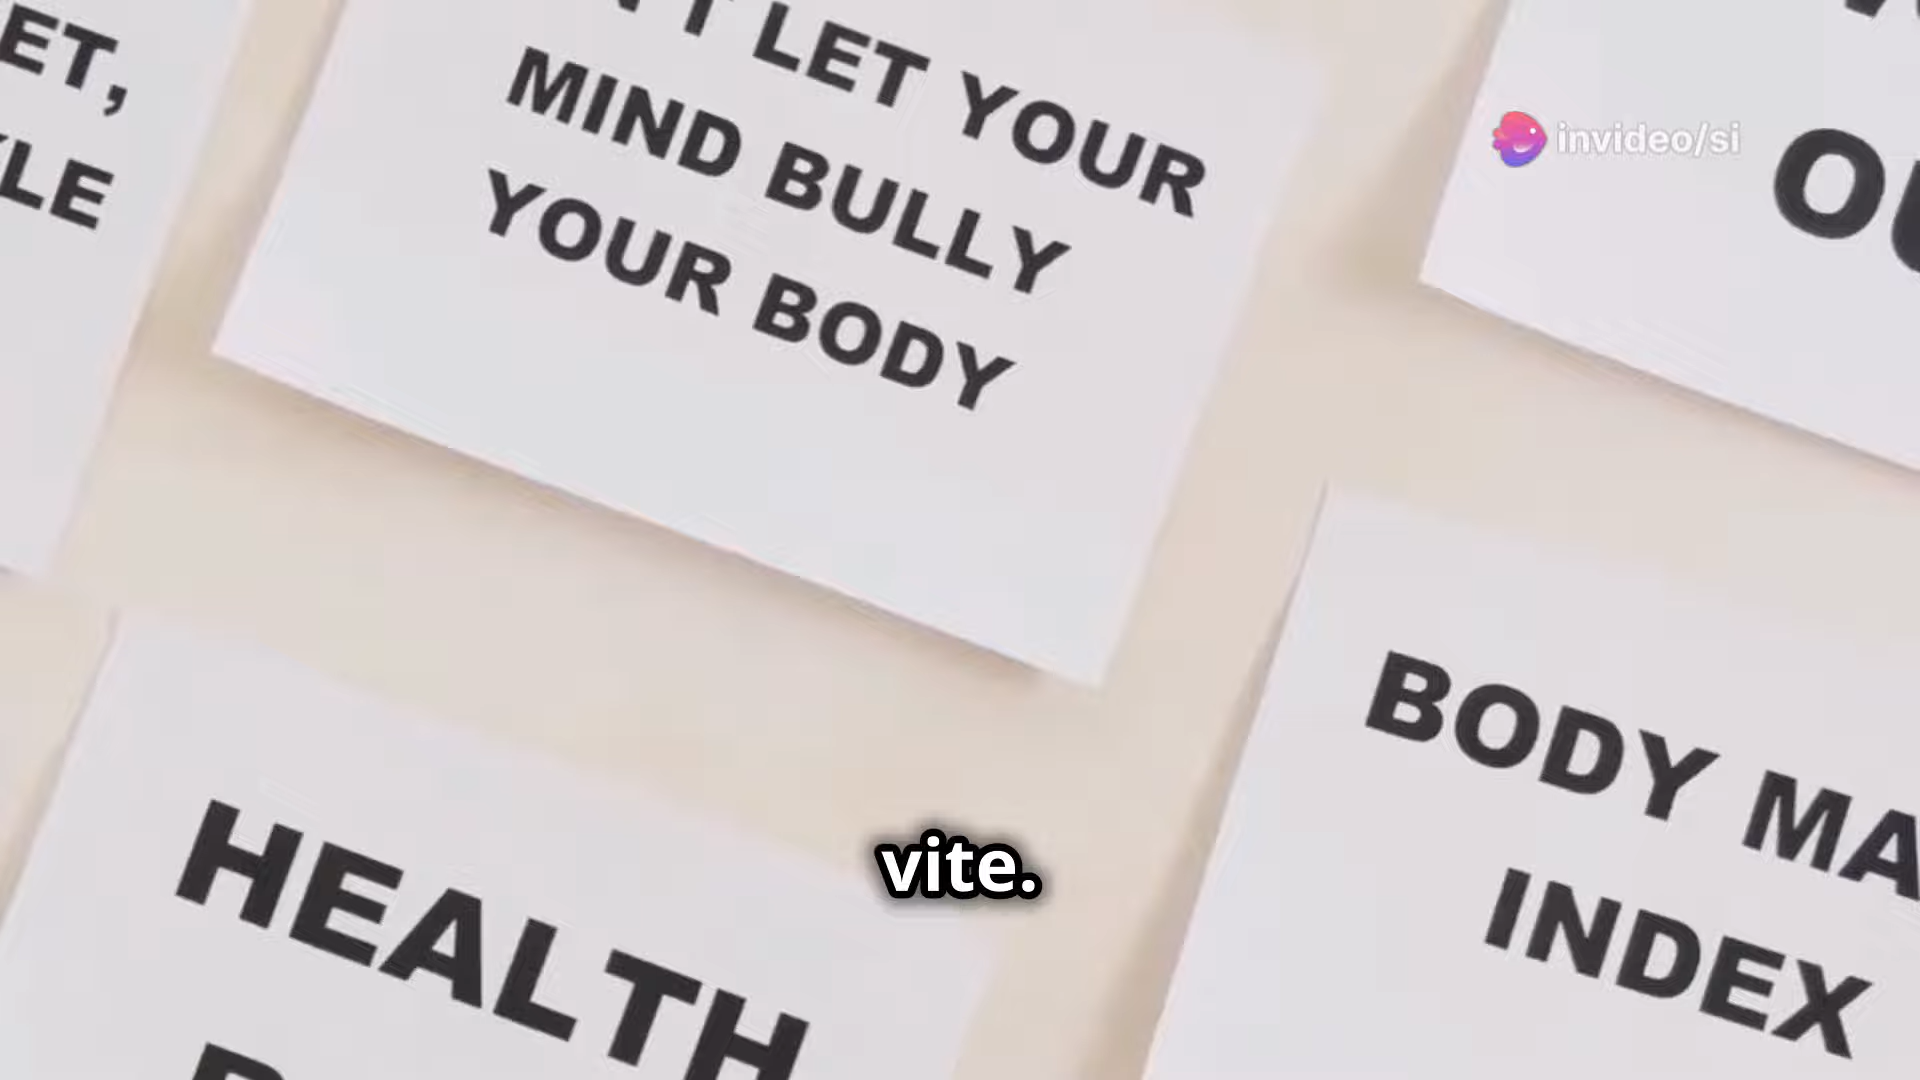 ET,
LE
LET YOUR
MIND BULLY
YOUR BODY
invideo/si
OU
BODY MA
INDEX
vite.
HEALTH